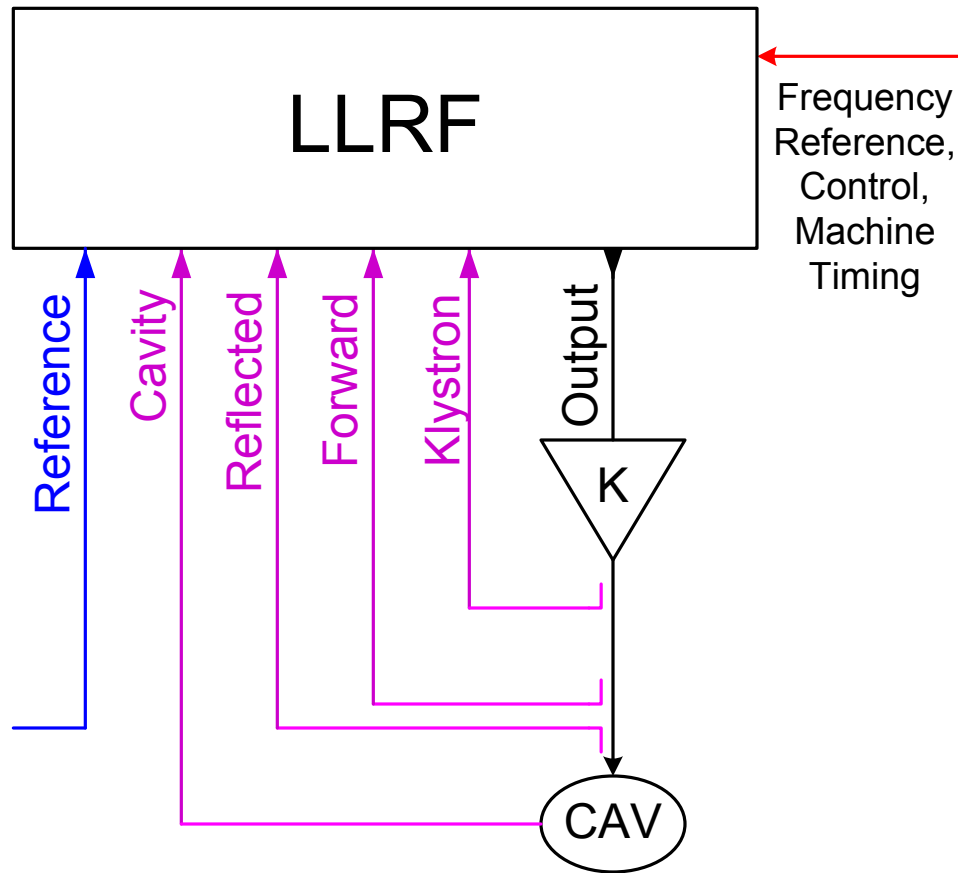 LLRF
Frequency
Reference,
Control,
Machine
Timing
Reference
Cavity
Reflected
Forward
Klystron
Output
K
CAV